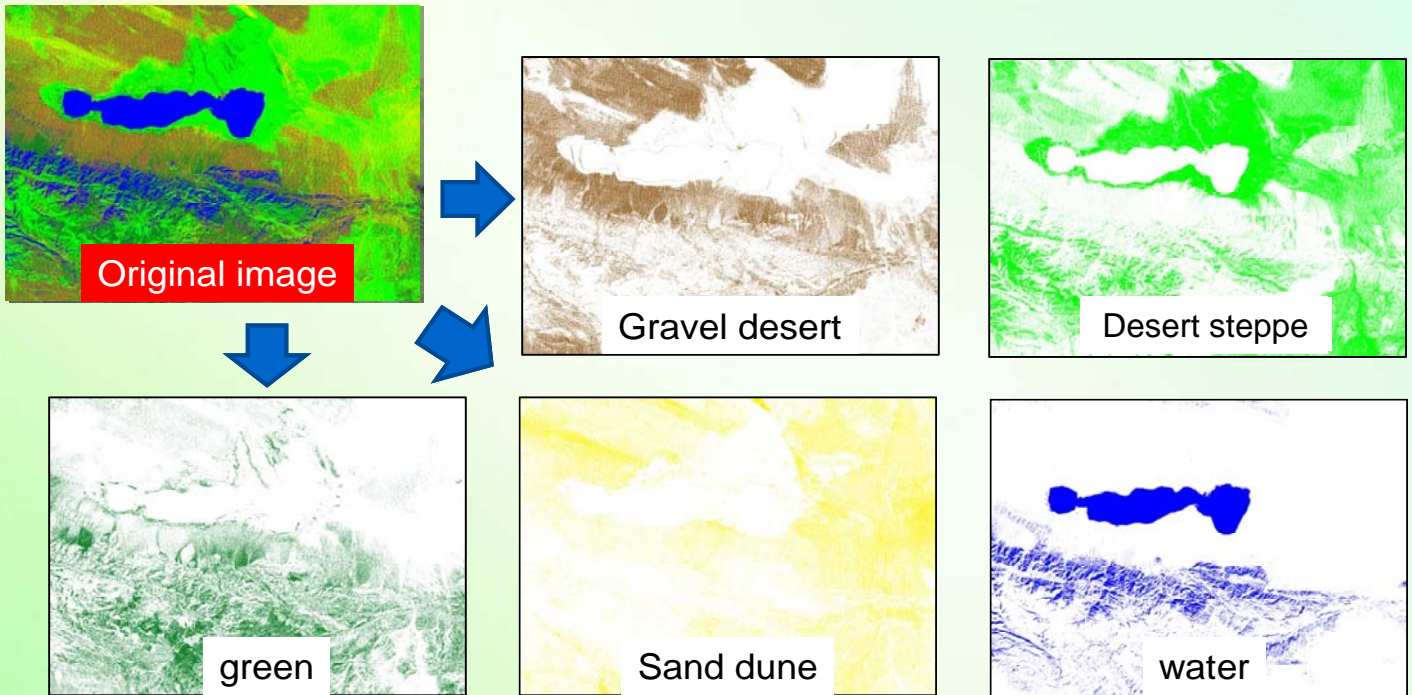 Original image
Gravel desert
Desert steppe
green
Sand dune
water